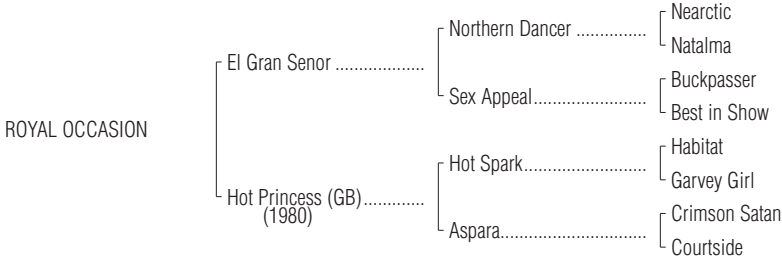 Nearctic
Northern Dancer ...............
Natalma
El Gran Senor ...................
Buckpasser
Sex Appeal........................
Best in Show
ROYAL OCCASION
Habitat
Hot Spark..........................
Garvey Girl
Hot Princess (GB).............
(1980)
Crimson Satan
Aspara...............................
Courtside